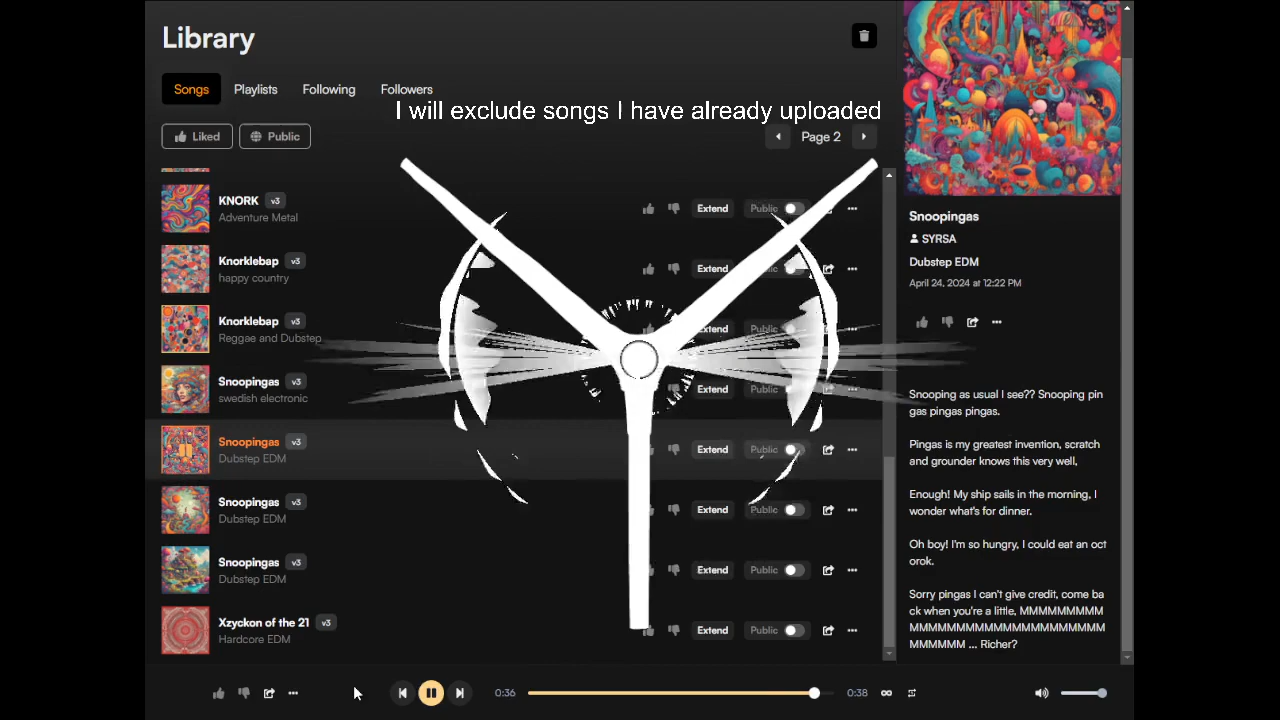 Library
Songs
Playlists
Following
Followers
I will exclude songs I have already uploaded
Liked
Public
Page 2
KNORK v3
Adventure Metal
Extend
Public
Knorklebap v3
happy country
Extend
Public
Knorklebap v3
Reggae and Dubstep
Extend
Public
Snoopingas v3
swedish electronic
Extend
Public
Snoopingas v3
Dubstep EDM
Extend
Public
Snoopingas v3
Dubstep EDM
Extend
Public
Snoopingas v3
Dubstep EDM
Extend
Public
Xzyckon of the 21 v3
Hardcore EDM
Extend
Public
Snoopingas
SYRSA
Dubstep EDM
April 24, 2024 at 12:22 PM
Snooping as usual I see?? Snooping pin
gas pingas pingas.
Pingas is my greatest invention, scratch
and grounder knows this very well,
Enough! My ship sails in the morning, I
wonder what's for dinner.
Oh boy! I'm so hungry, I could eat an oct
orok.
Sorry pingas I can't give credit, come ba
ck when you're a little, MMMMMMMMM
MMMMMMMMMMMMMMMMMMMMM
MMMMMM ... Richer?
0:36
0:38